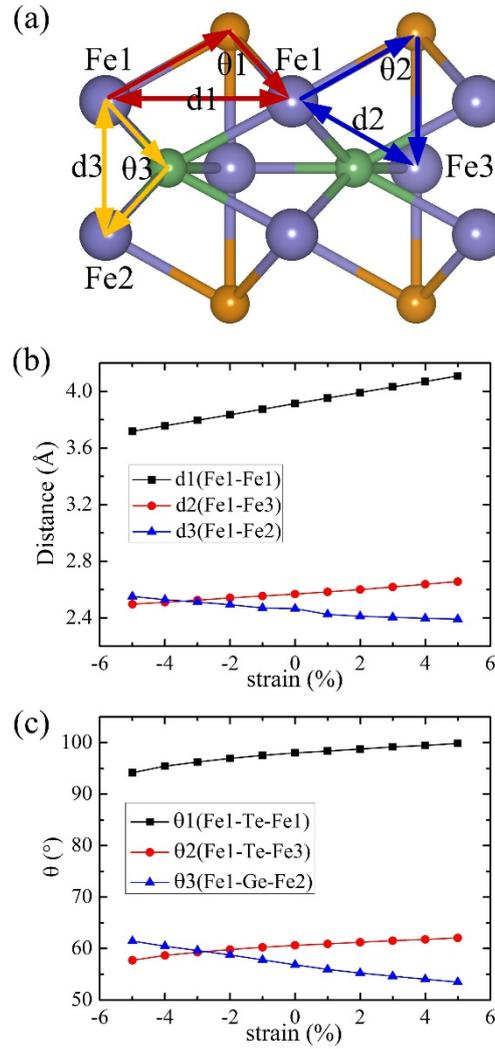 (a)
Fe1 θ1 Fe1 θ2
d1
d2
d3 θ3
Fe3
Fe2
(b)
Distance (Å)
4.0
3.6
3.2
2.8
2.4
d1(Fe1-Fe1)
d2(Fe1-Fe3)
d3(Fe1-Fe2)
-6 -4 -2 0 2 4 6
strain (%)
(c)
θ (°)
100
90
80
70
60
50
θ1(Fe1-Te-Fe1)
θ2(Fe1-Te-Fe3)
θ3(Fe1-Ge-Fe2)
-6 -4 -2 0 2 4 6
strain (%)